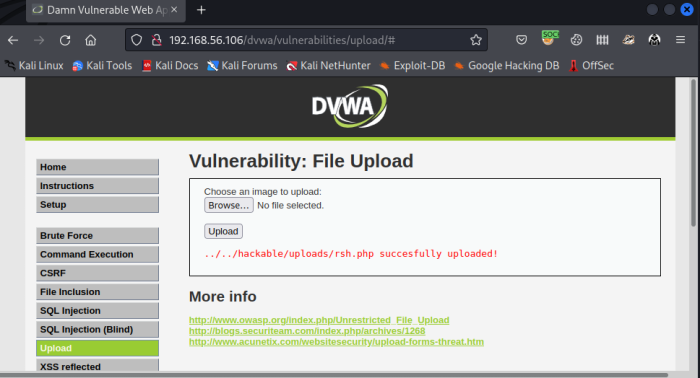 Damn Vulnerable Web Ap
192.168.56.106/dvwa/vulnerabilities/upload/#
Kali Linux Kali Tools Kali Docs Kali Forums Kali NetHunter Exploit-DB Google Hacking DB OffSec
DVWA
Home
Instructions
Setup
Brute Force
Command Execution
CSRF
File Inclusion
SQL Injection
SQL Injection (Blind)
Upload
XSS reflected
Vulnerability: File Upload
Choose an image to upload:
Browse... No file selected.
Upload
../../hackable/uploads/rsh.php succesfully uploaded!
More info
http://www.owasp.org/index.php/Unrestricted_File_Upload
http://blogs.securiteam.com/index.php/archives/1268
http://www.acunetix.com/websitesecurity/upload-forms-threat.htm